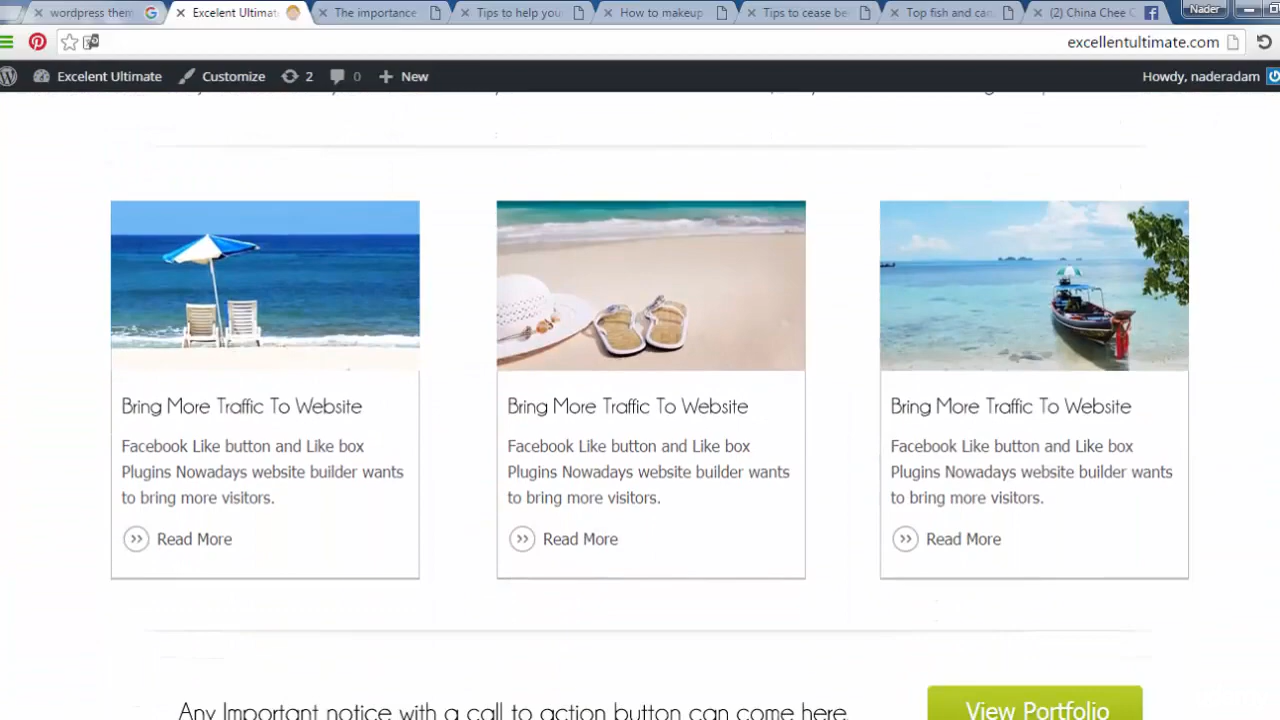 wordpress them
Excelent Ultimat
The importance
Tips to help you
How to makeup
Tips to cease be
Top fish and ca
(2) China Chee C
Nader
excellentultimate.com
Excelent Ultimate
Customize
2
0
New
Howdy, naderadam
Bring More Traffic To Website
Facebook Like button and Like box
Plugins Nowadays website builder wants
to bring more visitors.
Read More
Bring More Traffic To Website
Facebook Like button and Like box
Plugins Nowadays website builder wants
to bring more visitors.
Read More
Bring More Traffic To Website
Facebook Like button and Like box
Plugins Nowadays website builder wants
to bring more visitors.
Read More
Any Important notice with a call to action button can come here.
View Portfolio